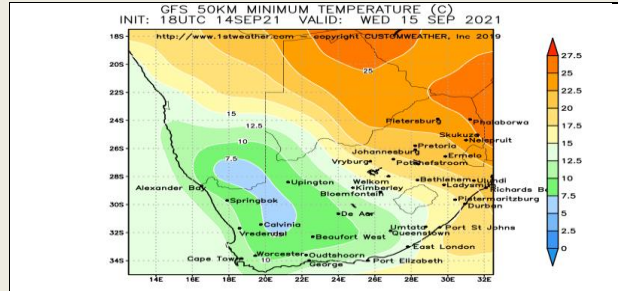 GFS 50KM MINIMUM TEMPERATURE (C)
INIT: 18UTC 14SEP21 VALID: WED 15 SEP 2021
http://www.1stweather.com — copyright CUSTOMWEATHER, Inc 2019
18S
20S
22S
24S
26S
28S
30S
32S
34S
25
15
12.5
10
7.5
10
Pietersburg
Phalaborwa
Skukuza
Nelspruit
Pretoria
Johannesburg
Ermelo
Vryburg
Potchefstroom
Welkom
Bethlehem
Ulundi
Kimberley
Ladysmith
Bloemfontein
Richards B
Upington
Alexander Bay
Springbok
Pietermaritzburg
Durban
De Aar
Calvinia
Vredendal
Umtata
Port St Johns
Queenstown
Beaufort West
East London
Worcester
Oudtshoorn
Cape Town
George
Port Elizabeth
14E
16E
18E
20E
22E
24E
26E
28E
30E
32E
27.5
25
22.5
20
17.5
15
12.5
10
7.5
5
2.5
0